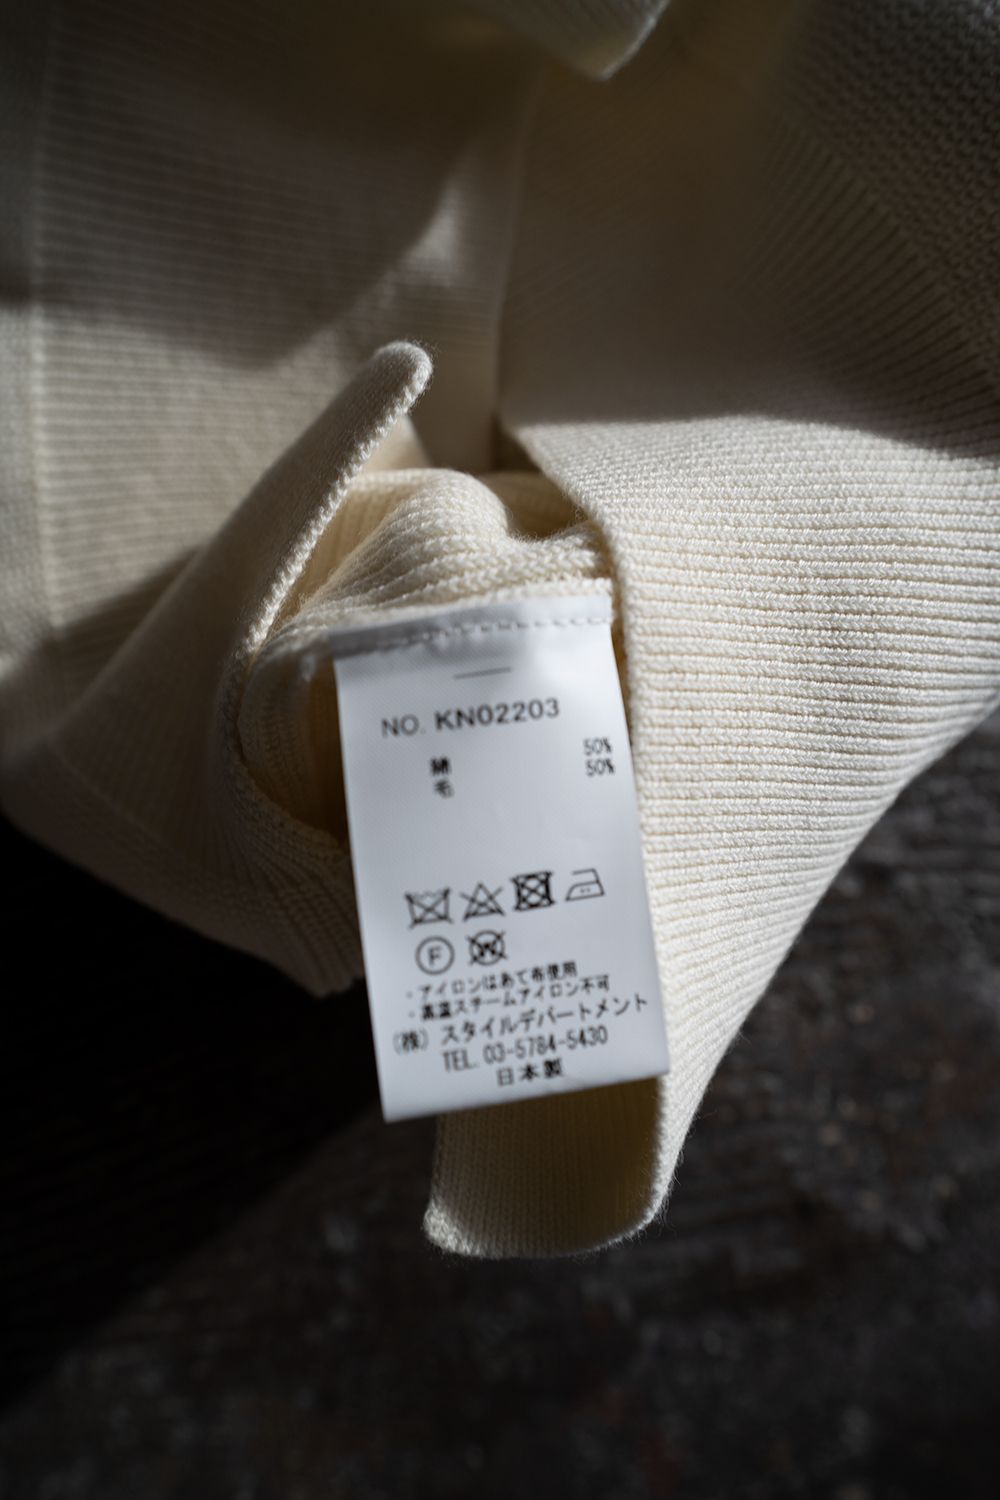 NO. KN02203
綿 50%
毛 50%
F W
・アイロンはあて布使用
・高温スチームアイロン不可
(株) スタイルデパートメント
TEL. 03-5784-5430
日本製